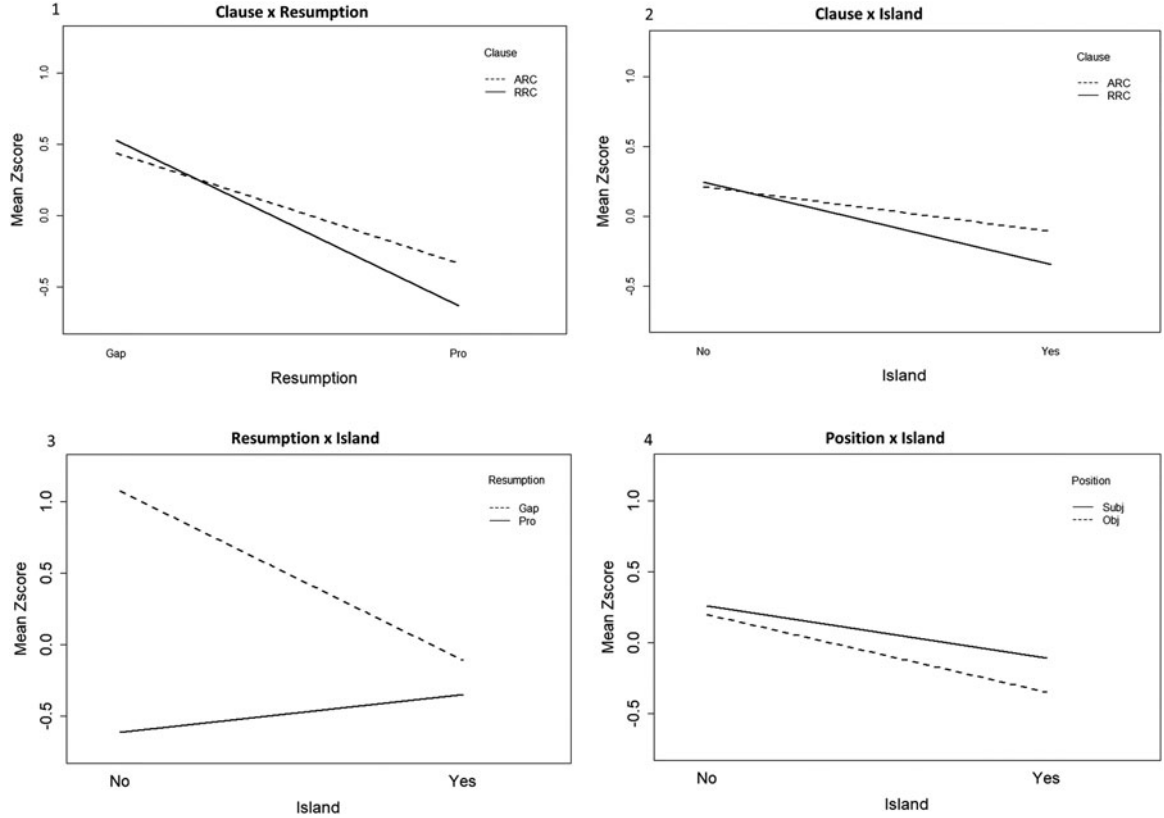 1
Clause x Resumption
Clause
ARC
RRC
Mean Zscore
1.0
0.5
0.0
-0.5
Gap
Pro
Resumption
2
Clause x Island
Clause
ARC
RRC
Mean Zscore
1.0
0.5
0.0
-0.5
No
Yes
Island
3
Resumption x Island
Resumption
Gap
Pro
Mean Zscore
1.0
0.5
0.0
-0.5
No
Yes
Island
4
Position x Island
Position
Subj
Obj
Mean Zscore
1.0
0.5
0.0
-0.5
No
Yes
Island